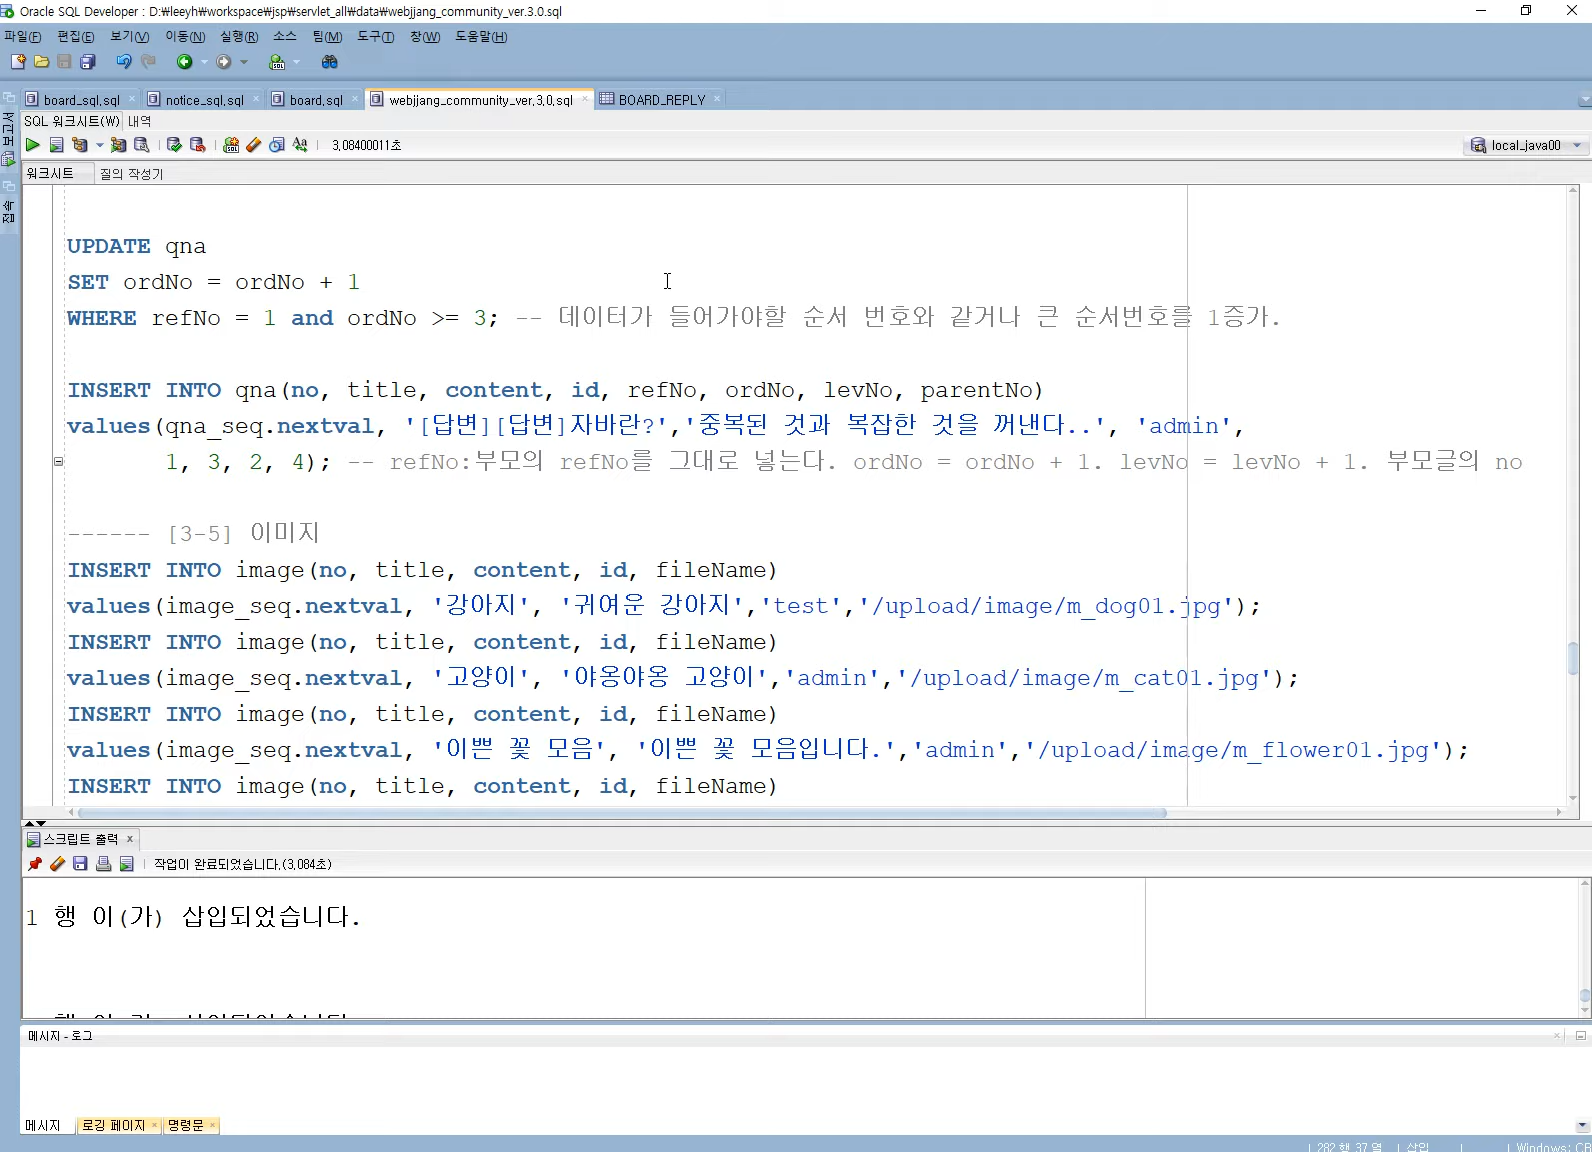 Oracle SQL Developer : D:₩leeyh₩workspace₩jsp₩servlet_all₩data₩webjjang_community_ver.3.0.sql
파일(F) 편집(E) 보기(V) 이동(N) 실행(R) 소스 팀(M) 도구(T) 창(W) 도움말(H)
board_sql.sql notice_sql.sql board.sql webjjang_community_ver.3.0.sql BOARD_REPLY
SQL 워크시트(W) 내역
3.08400011초 local_java00
워크시트 질의 작성기
보고서
접속
UPDATE qna
SET ordNo = ordNo + 1
WHERE refNo = 1 and ordNo >= 3; -- 데이터가 들어가야할 순서 번호와 같거나 큰 순서번호를 1증가.
INSERT INTO qna(no, title, content, id, refNo, ordNo, levNo, parentNo)
values(qna_seq.nextval, '[답변][답변]자바란?','중복된 것과 복잡한 것을 꺼낸다..', 'admin',
1, 3, 2, 4); -- refNo:부모의 refNo를 그대로 넣는다. ordNo = ordNo + 1. levNo = levNo + 1. 부모글의 no
------ [3-5] 이미지
INSERT INTO image(no, title, content, id, fileName)
values(image_seq.nextval, '강아지', '귀여운 강아지','test','/upload/image/m_dog01.jpg');
INSERT INTO image(no, title, content, id, fileName)
values(image_seq.nextval, '고양이', '야옹야옹 고양이','admin','/upload/image/m_cat01.jpg');
INSERT INTO image(no, title, content, id, fileName)
values(image_seq.nextval, '이쁜 꽃 모음', '이쁜 꽃 모음입니다.','admin','/upload/image/m_flower01.jpg');
INSERT INTO image(no, title, content, id, fileName)
스크립트 출력
작업이 완료되었습니다.(3.084초)
1 행 이(가) 삽입되었습니다.
메시지 - 로그
메시지 로깅 페이지 명령문
282 행 37 열 삽입 Windows: CR